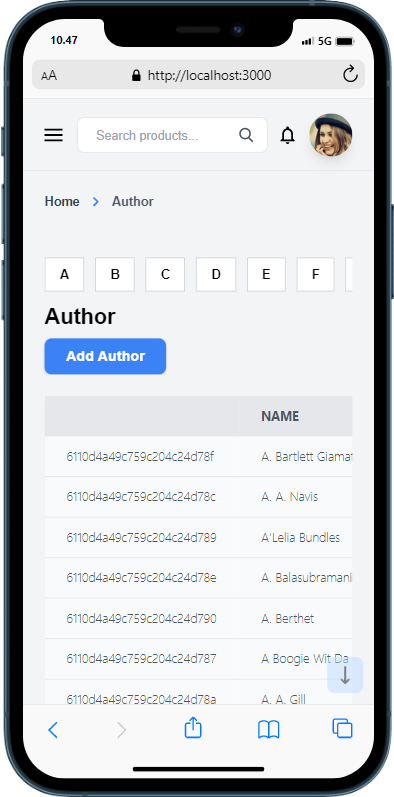 10.47 5G
AA http://localhost:3000
Search products...
Home > Author
A B C D E F
Author
Add Author
NAME
6110d4a49c759c204c24d78f A. Bartlett Giamat
6110d4a49c759c204c24d78c A. A. Navis
6110d4a49c759c204c24d789 A'Lelia Bundles
6110d4a49c759c204c24d78e A. Balasubramani
6110d4a49c759c204c24d790 A. Berthet
6110d4a49c759c204c24d787 A Boogie Wit Da
6110d4a49c759c204c24d78a A. A. Gill